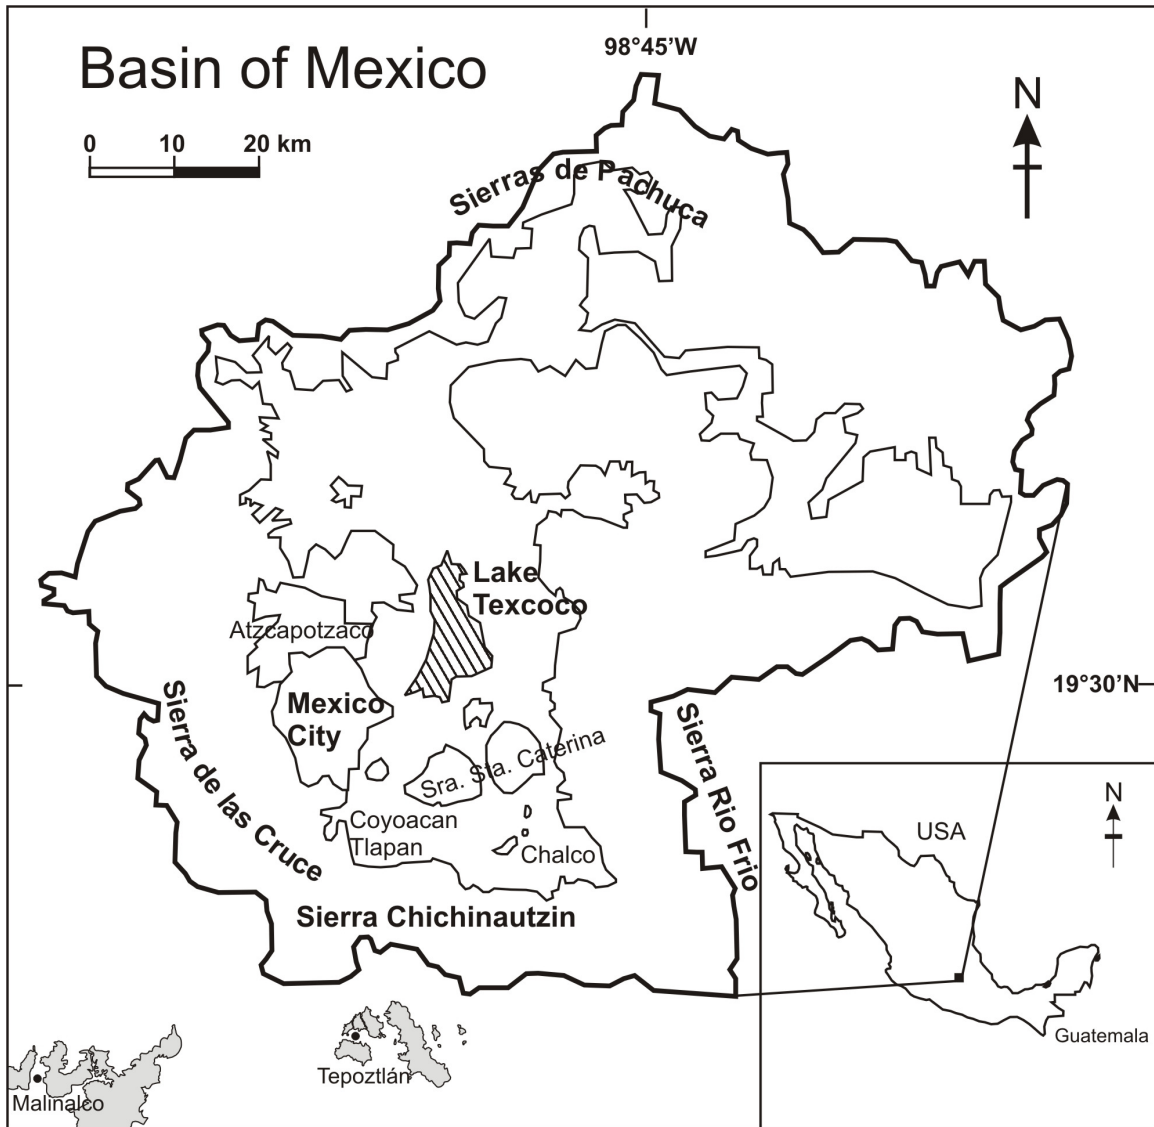 98°45'W
Basin of Mexico
N
0 10 20 km
Sierras de Pachuca
Lake
Texcoco
Atzcapotzaco
19°30'N
Mexico
City
Sierra de las Cruce
Sierra Rio Frio
Sra. Sta. Caterina
N
USA
Coyoacan
Tlapan
Chalco
Sierra Chichinautzin
Guatemala
Tepoztlán
Malinalco